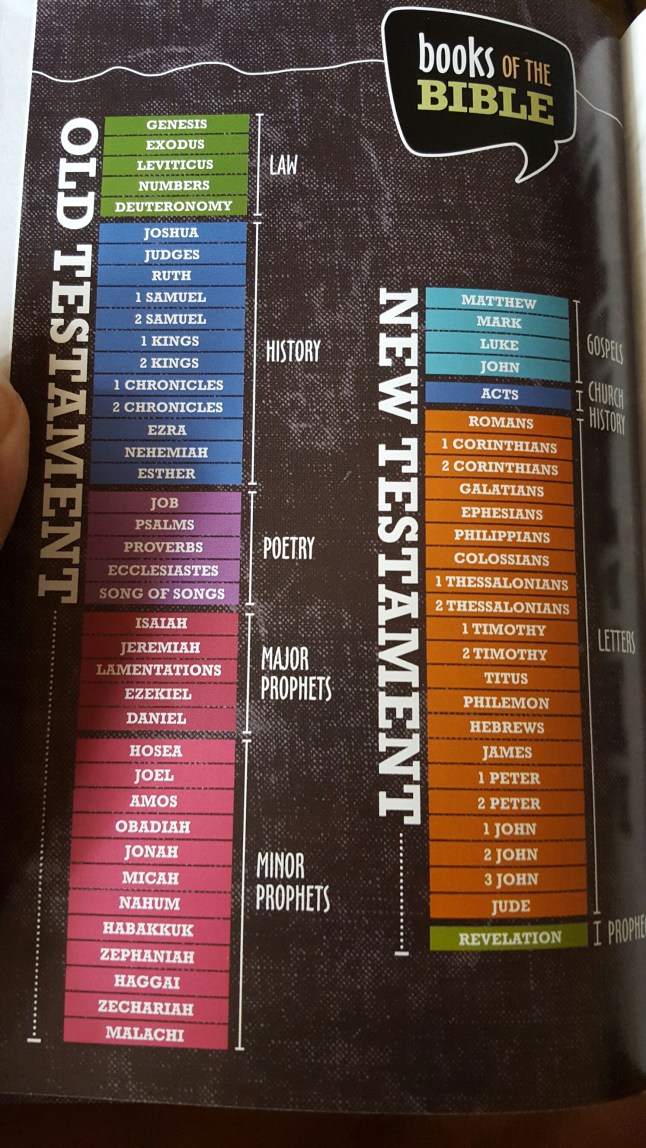 books OF THE
BIBLE
OLD TESTAMENT
GENESIS
EXODUS
LEVITICUS
NUMBERS
DEUTERONOMY
LAW
JOSHUA
JUDGES
RUTH
1 SAMUEL
2 SAMUEL
1 KINGS
2 KINGS
1 CHRONICLES
2 CHRONICLES
EZRA
NEHEMIAH
ESTHER
HISTORY
JOB
PSALMS
PROVERBS
ECCLESIASTES
SONG OF SONGS
POETRY
ISAIAH
JEREMIAH
LAMENTATIONS
EZEKIEL
DANIEL
MAJOR
PROPHETS
HOSEA
JOEL
AMOS
OBADIAH
JONAH
MICAH
NAHUM
HABAKKUK
ZEPHANIAH
HAGGAI
ZECHARIAH
MALACHI
MINOR
PROPHETS
NEW TESTAMENT
MATTHEW
MARK
LUKE
JOHN
GOSPELS
ACTS
CHURCH
HISTORY
ROMANS
1 CORINTHIANS
2 CORINTHIANS
GALATIANS
EPHESIANS
PHILIPPIANS
COLOSSIANS
1 THESSALONIANS
2 THESSALONIANS
1 TIMOTHY
2 TIMOTHY
TITUS
PHILEMON
HEBREWS
JAMES
1 PETER
2 PETER
1 JOHN
2 JOHN
3 JOHN
JUDE
LETTERS
REVELATION